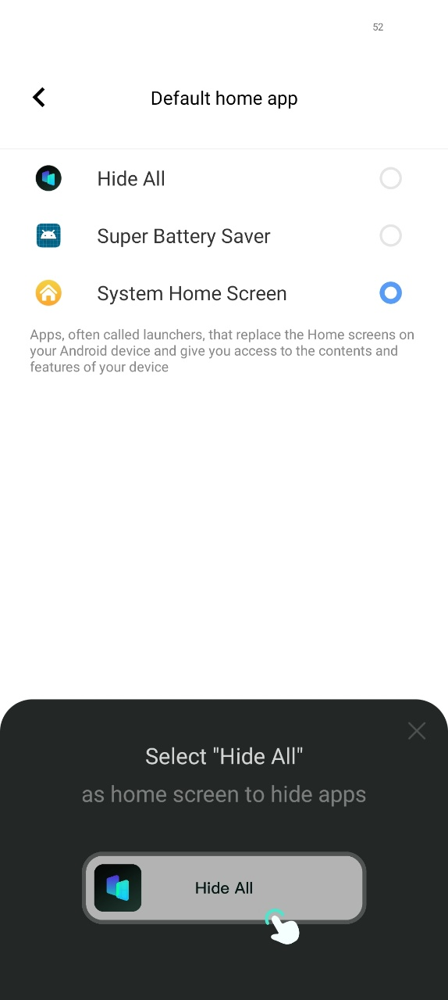 52
Default home app
Hide All
Super Battery Saver
System Home Screen
Apps, often called launchers, that replace the Home screens on
your Android device and give you access to the contents and
features of your device
Select "Hide All"
as home screen to hide apps
Hide All